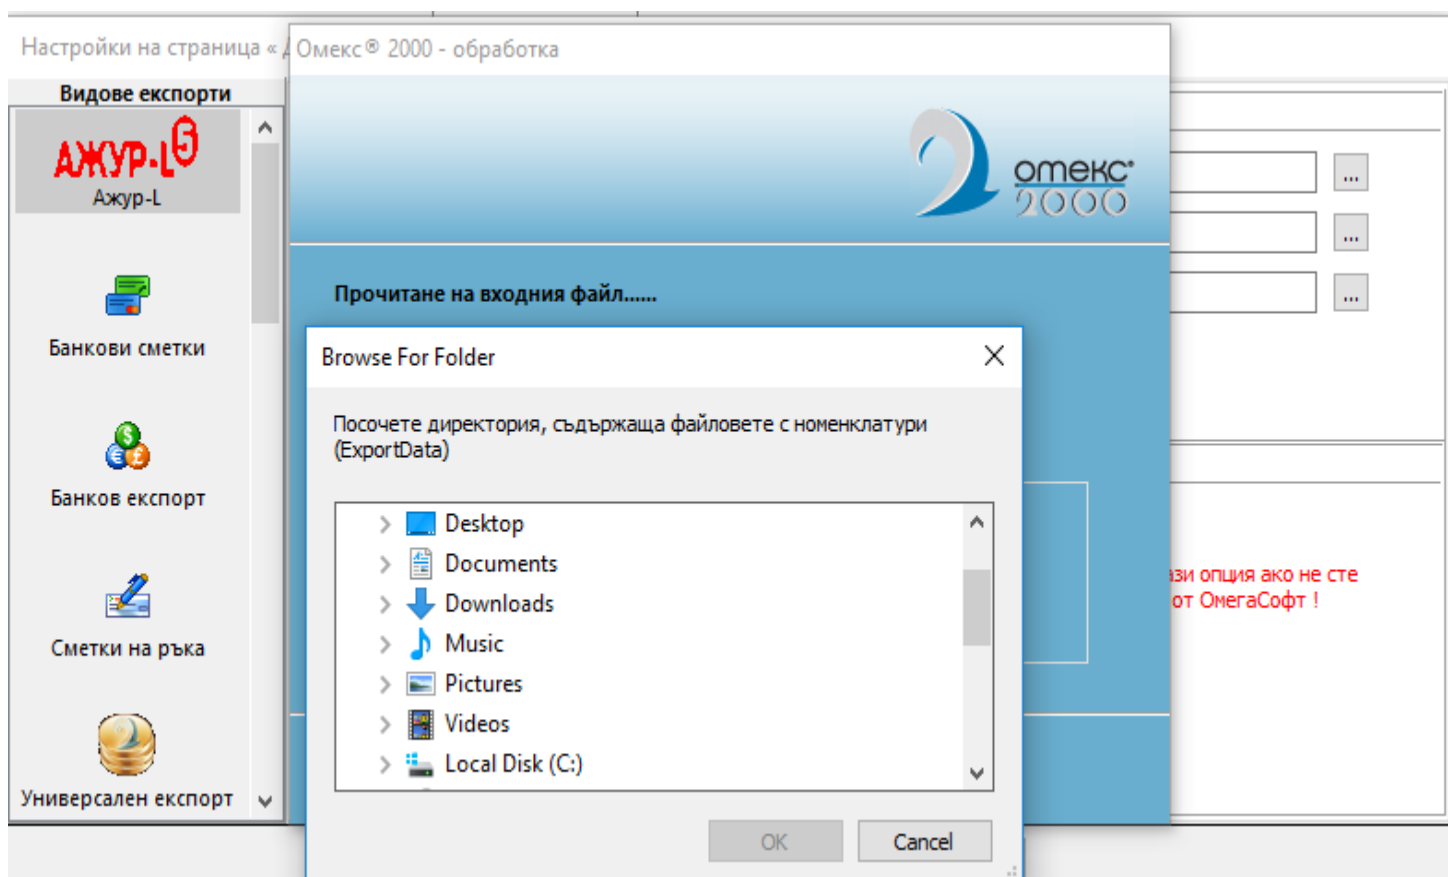 Настройки на страница «
Омекс® 2000 - обработка
Видове експорти
АЖУР-L5
Ажур-L
омекс®
2000
...
...
...
Прочитане на входния файл......
Банкови сметки
Browse For Folder
Посочете директория, съдържаща файловете с номенклатури
(ExportData)
Банков експорт
Desktop
Documents
Downloads
Music
Pictures
Videos
Local Disk (C:)
ази опция ако не сте
от ОмегаСофт !
Сметки на ръка
Универсален експорт
OK
Cancel